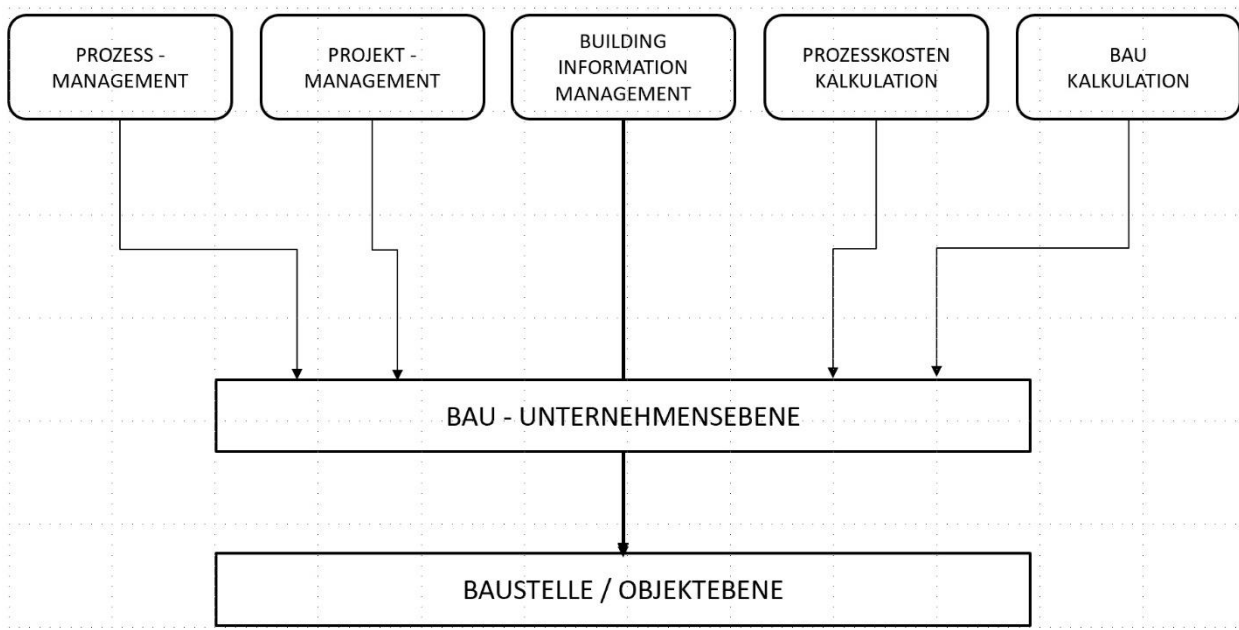 PROZESS -
MANAGEMENT
PROJEKT -
MANAGEMENT
BUILDING
INFORMATION
MANAGEMENT
PROZESSKOSTEN
KALKULATION
BAU
KALKULATION
BAU - UNTERNEHMENSEBENE
BAUSTELLE / OBJEKTEBENE